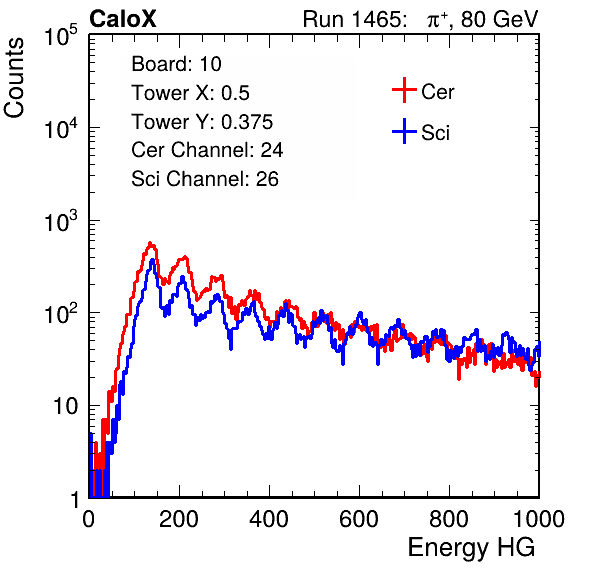 CaloX Run 1465: π⁺, 80 GeV
Counts
Board: 10
Tower X: 0.5
Tower Y: 0.375
Cer Channel: 24
Sci Channel: 26
Cer
Sci
10⁵
10⁴
10³
10²
10
1
0 200 400 600 800 1000
Energy HG